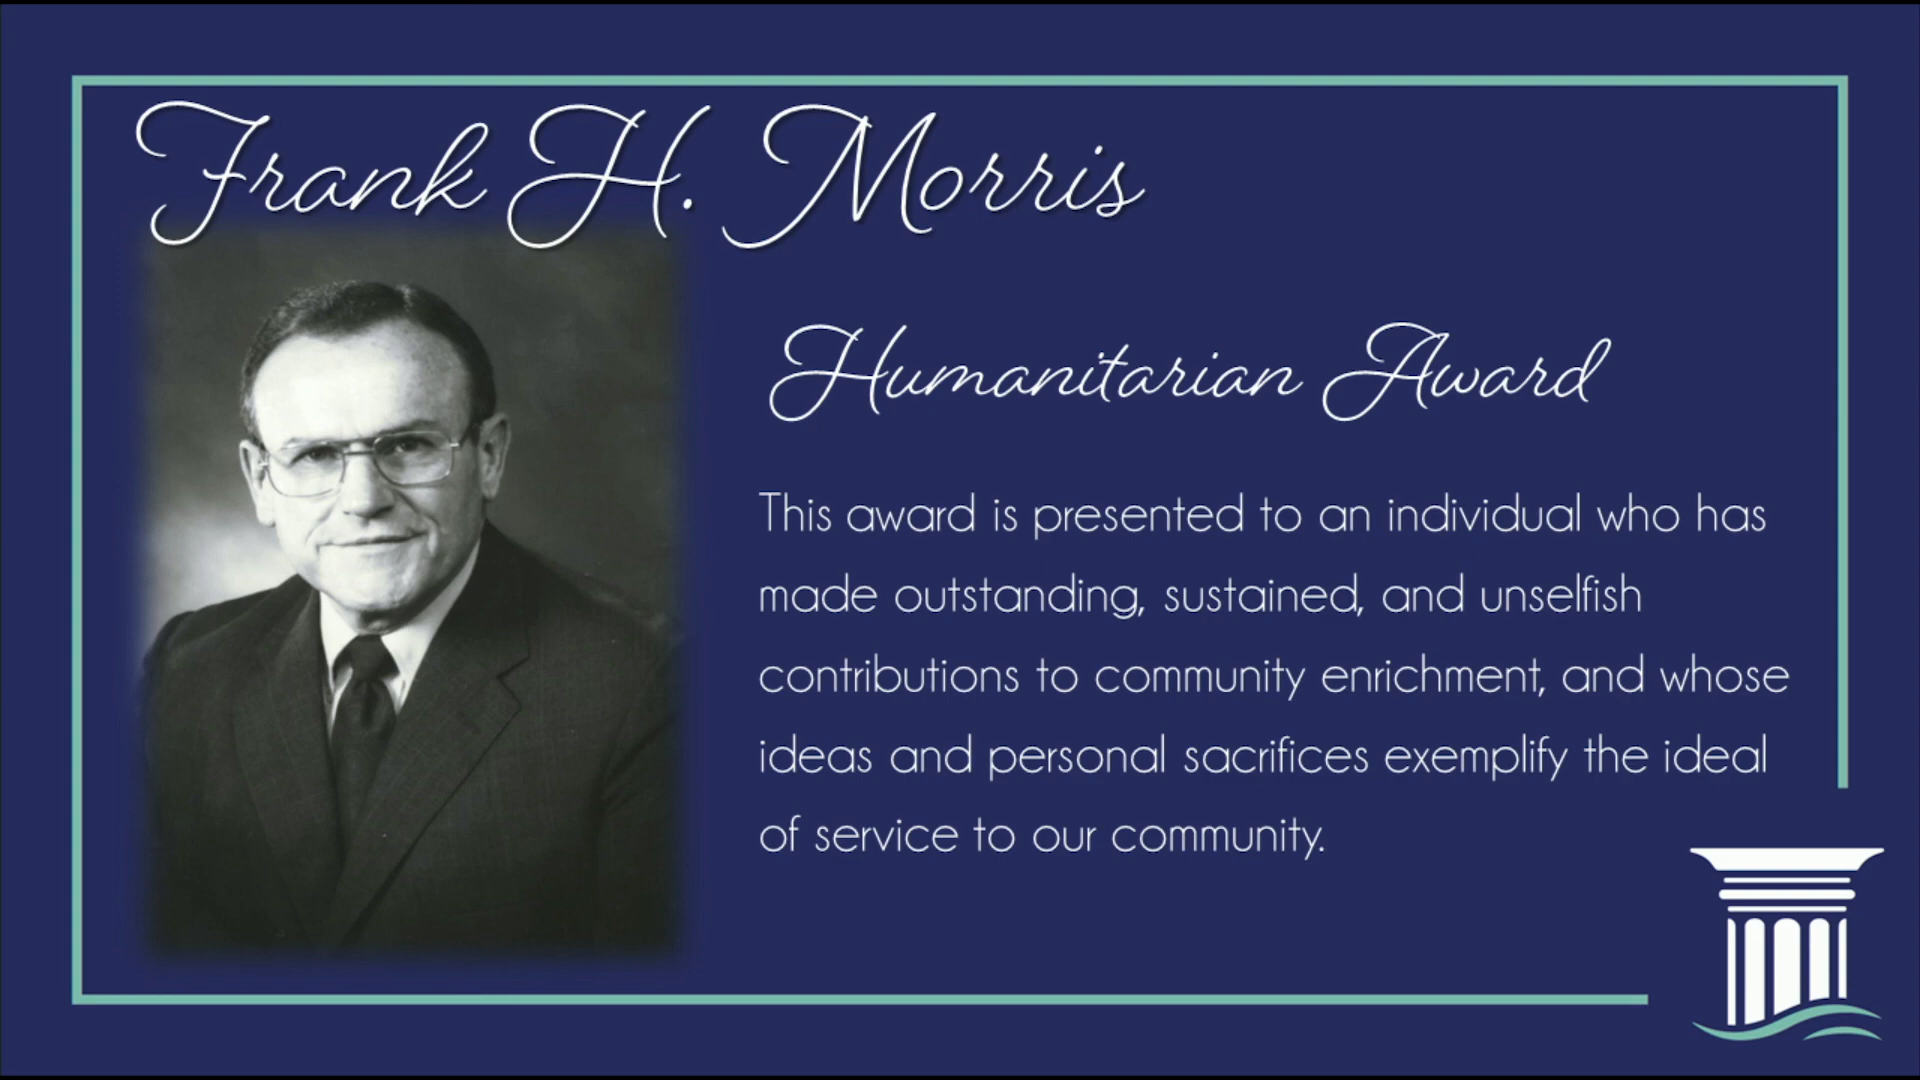 Frank H. Morris
Humanitarian Award
This award is presented to an individual who has
made outstanding, sustained, and unselfish
contributions to community enrichment, and whose
ideas and personal sacrifices exemplify the ideal
of service to our community.